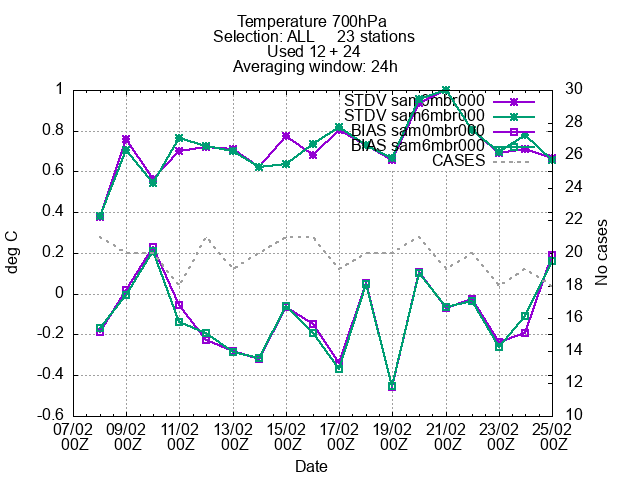 Temperature 700hPa
Selection: ALL     23 stations
Used 12 + 24
Averaging window: 24h
1
0.8
0.6
0.4
0.2
0
-0.2
-0.4
-0.6
deg C
30
28
26
24
22
20
18
16
14
12
10
No cases
STDV sam0mbr000
STDV sam6mbr000
BIAS sam0mbr000
BIAS sam6mbr000
CASES
07/02 09/02 11/02 13/02 15/02 17/02 19/02 21/02 23/02 25/02
00Z 00Z 00Z 00Z 00Z 00Z 00Z 00Z 00Z 00Z
Date